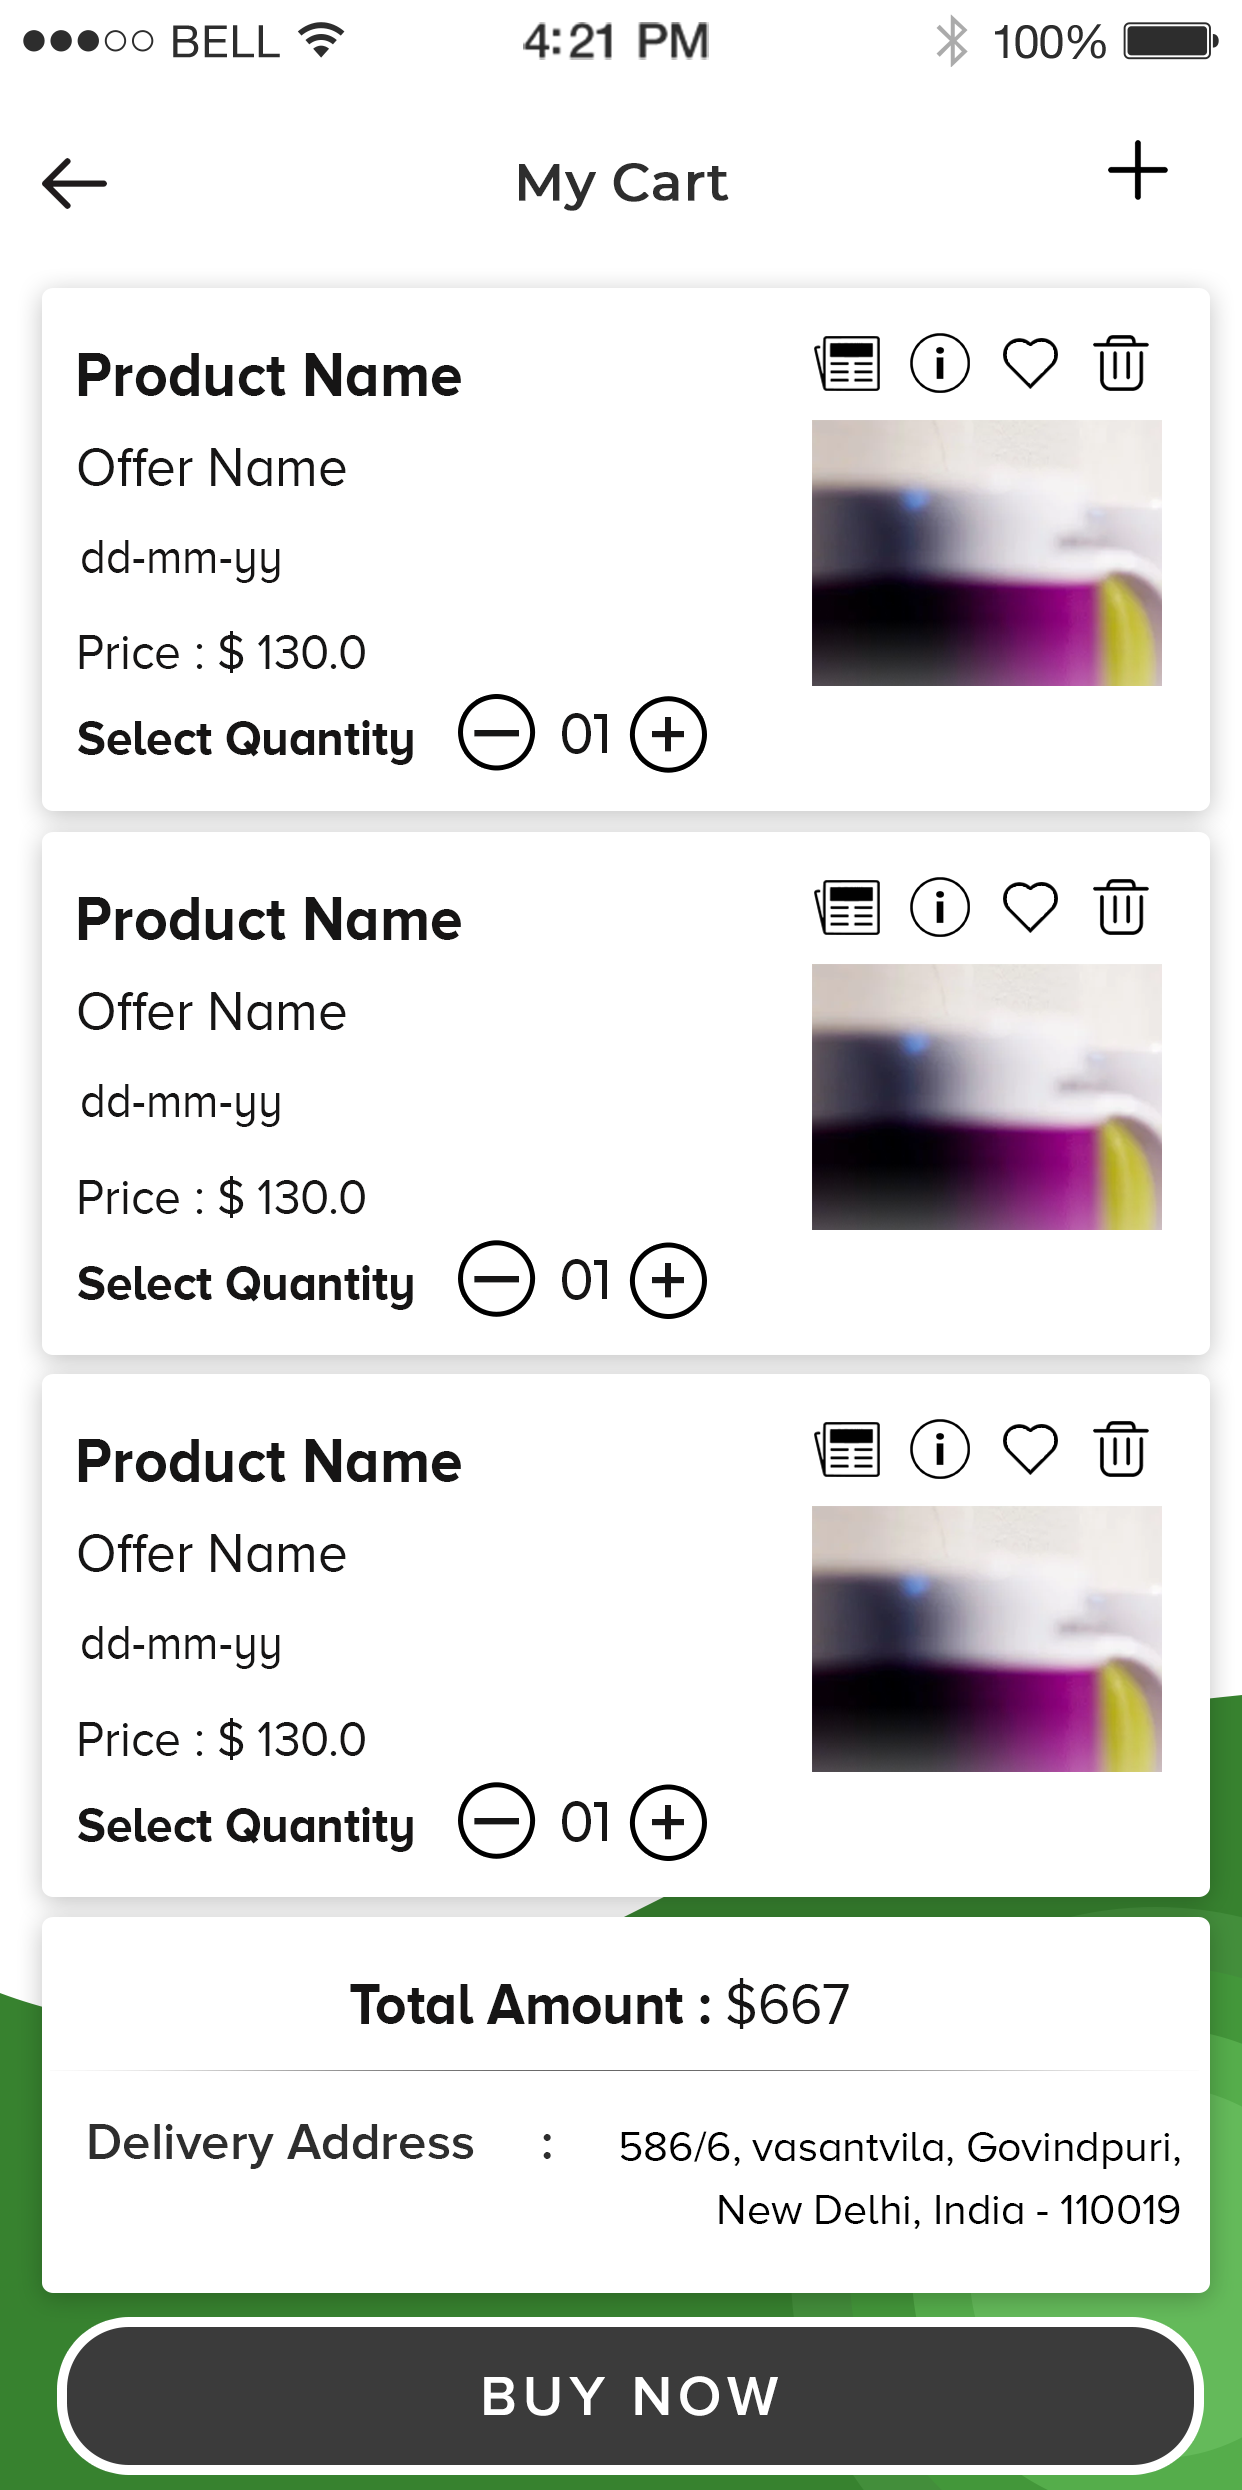 BELL 4:21 PM 100%
My Cart
Product Name
Offer Name
dd-mm-yy
Price : $ 130.0
Select Quantity 01
Product Name
Offer Name
dd-mm-yy
Price : $ 130.0
Select Quantity 01
Product Name
Offer Name
dd-mm-yy
Price : $ 130.0
Select Quantity 01
Total Amount : $667
Delivery Address : 586/6, vasantvila, Govindpuri,
New Delhi, India - 110019
BUY NOW